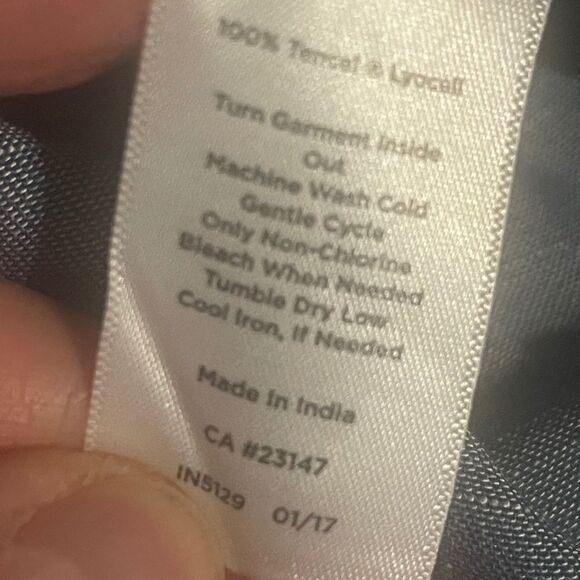 100% Tencel ® Lyocell
Turn Garment Inside
Out
Machine Wash Cold
Gentle Cycle
Only Non-Chlorine
Bleach When Needed
Tumble Dry Low
Cool Iron, If Needed
Made In India
CA #23147
IN5129 01/17